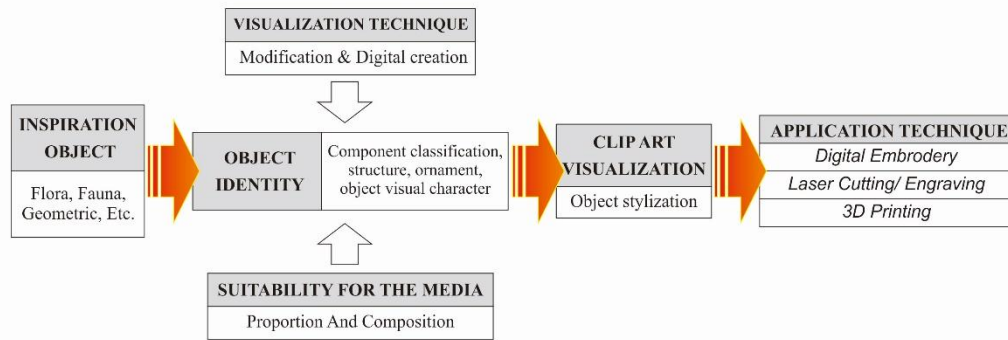 VISUALIZATION TECHNIQUE
Modification & Digital creation
INSPIRATION
OBJECT
Flora, Fauna,
Geometric, Etc.
OBJECT
IDENTITY
Component classification,
structure, ornament,
object visual character
CLIP ART
VISUALIZATION
Object stylization
APPLICATION TECHNIQUE
Digital Embrodery
Laser Cutting/ Engraving
3D Printing
SUITABILITY FOR THE MEDIA
Proportion And Composition